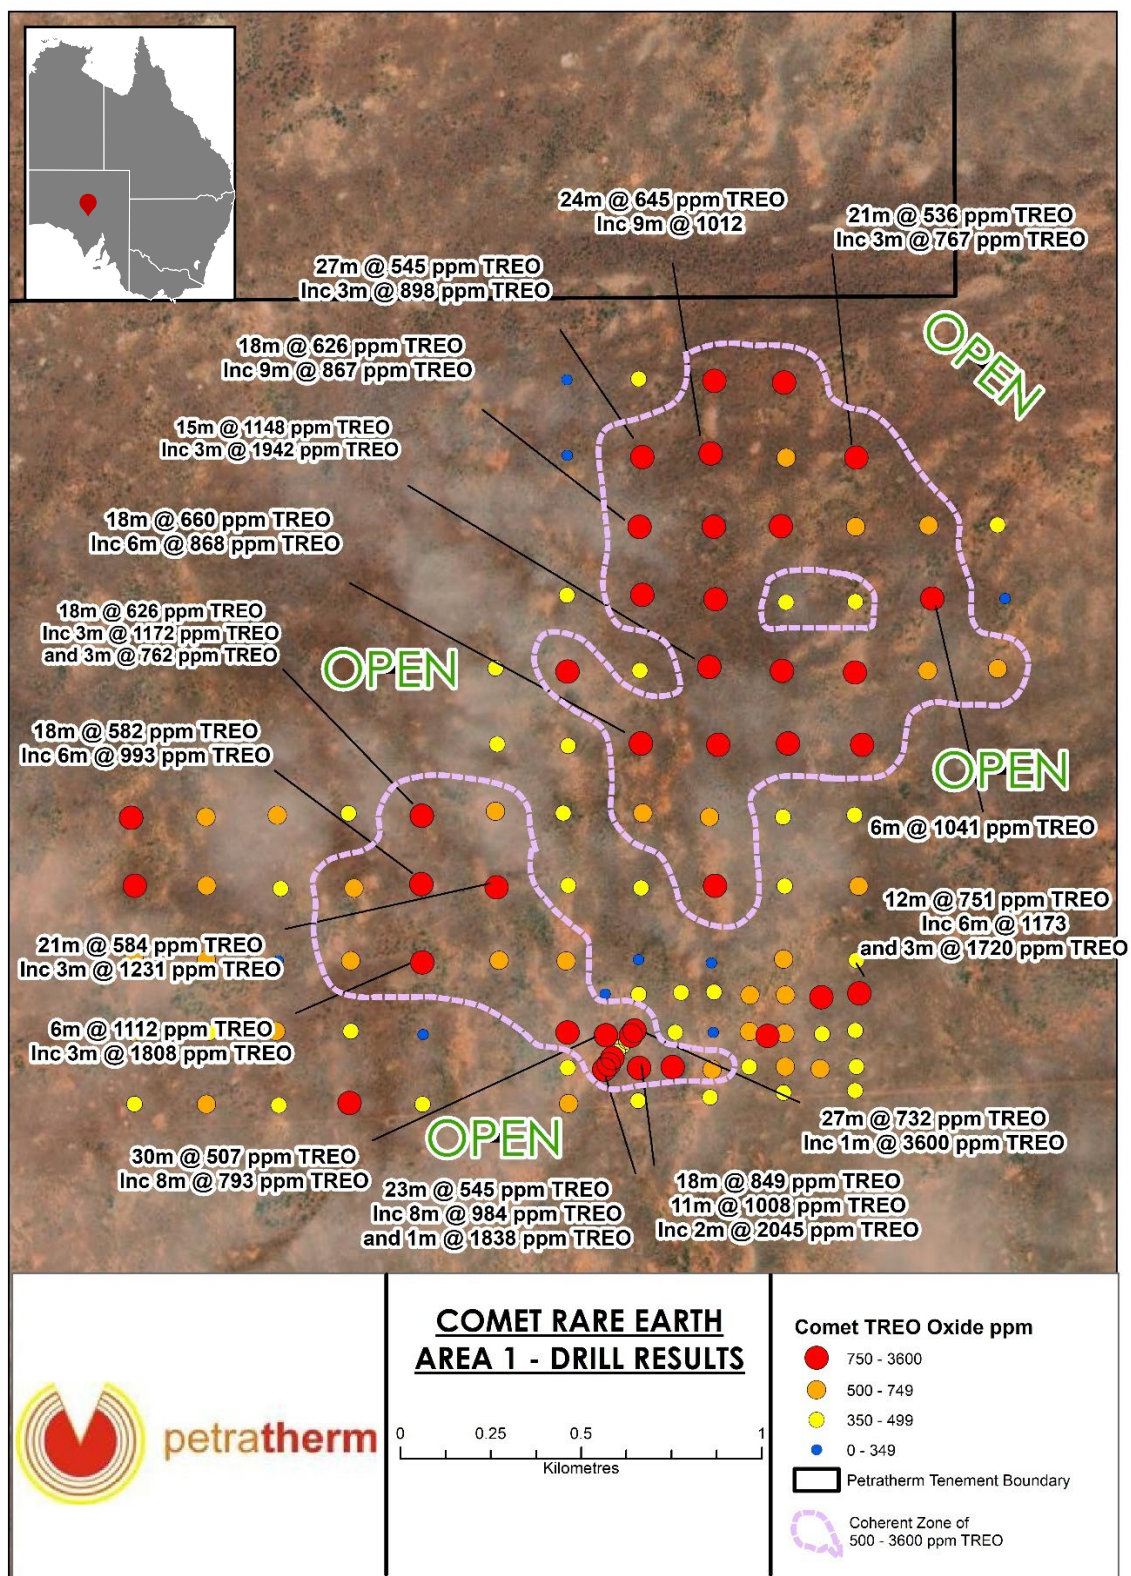 24m @ 645 ppm TREO
Inc 9m @ 1012
21m @ 536 ppm TREO
Inc 3m @ 767 ppm TREO
27m @ 545 ppm TREO
Inc 3m @ 898 ppm TREO
OPEN
18m @ 626 ppm TREO
Inc 9m @ 867 ppm TREO
15m @ 1148 ppm TREO
Inc 3m @ 1942 ppm TREO
18m @ 660 ppm TREO
Inc 6m @ 868 ppm TREO
18m @ 626 ppm TREO
Inc 3m @ 1172 ppm TREO
and 3m @ 762 ppm TREO
OPEN
18m @ 582 ppm TREO
Inc 6m @ 993 ppm TREO
OPEN
6m @ 1041 ppm TREO
12m @ 751 ppm TREO
Inc 6m @ 1173
and 3m @ 1720 ppm TREO
21m @ 584 ppm TREO
Inc 3m @ 1231 ppm TREO
6m @ 1112 ppm TREO
Inc 3m @ 1808 ppm TREO
OPEN
27m @ 732 ppm TREO
Inc 1m @ 3600 ppm TREO
30m @ 507 ppm TREO
Inc 8m @ 793 ppm TREO
23m @ 545 ppm TREO
Inc 8m @ 984 ppm TREO
and 1m @ 1838 ppm TREO
18m @ 849 ppm TREO
11m @ 1008 ppm TREO
Inc 2m @ 2045 ppm TREO
petratherm
COMET RARE EARTH
AREA 1 - DRILL RESULTS
0 0.25 0.5 1
Kilometres
Comet TREO Oxide ppm
750 - 3600
500 - 749
350 - 499
0 - 349
Petratherm Tenement Boundary
Coherent Zone of
500 - 3600 ppm TREO